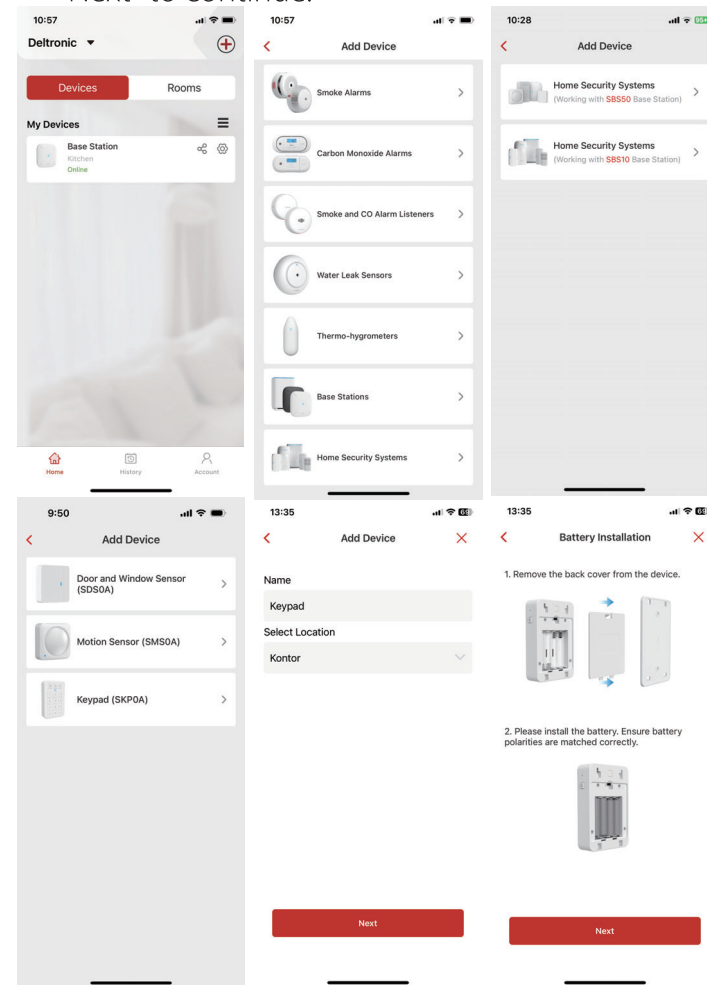 "Next" to continue.
10:57
Deltronic
Devices
Rooms
My Devices
Base Station
Kitchen
Online
Home
History
Account
10:57
Add Device
Smoke Alarms
Carbon Monoxide Alarms
Smoke and CO Alarm Listeners
Water Leak Sensors
Thermo-hygrometers
Base Stations
Home Security Systems
10:28
Add Device
Home Security Systems
(Working with SBS50 Base Station)
Home Security Systems
(Working with SBS10 Base Station)
9:50
Add Device
Door and Window Sensor
(SDS0A)
Motion Sensor (SMS0A)
Keypad (SKP0A)
13:35
Add Device
Name
Keypad
Select Location
Kontor
Next
13:35
Battery Installation
1. Remove the back cover from the device.
2. Please install the battery. Ensure battery
polarities are matched correctly.
Next